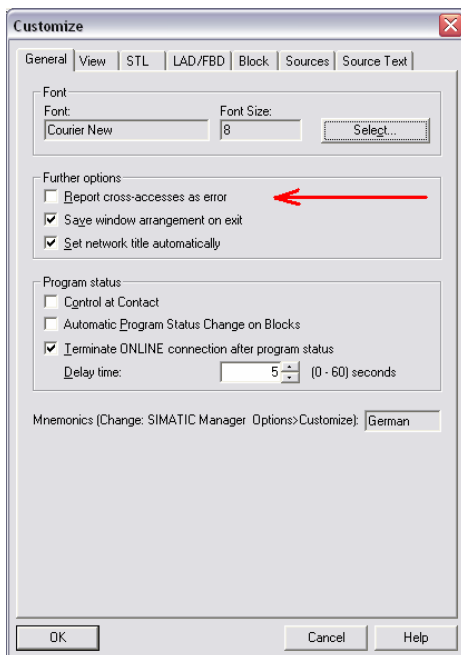 Customize
General View STL LAD/FBD Block Sources Source Text
Font
Font: Font Size:
Courier New 8 Select...
Further options
Report cross-accesses as error
Save window arrangement on exit
Set network title automatically
Program status
Control at Contact
Automatic Program Status Change on Blocks
Terminate ONLINE connection after program status
Delay time: 5 (0 - 60) seconds
Mnemonics (Change: SIMATIC Manager Options>Customize): German
OK Cancel Help